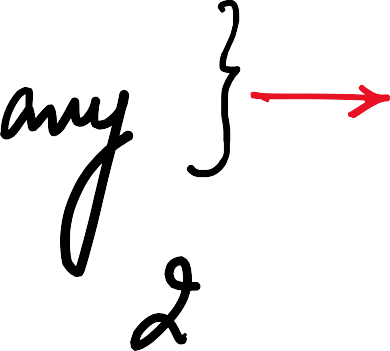 any } →
2